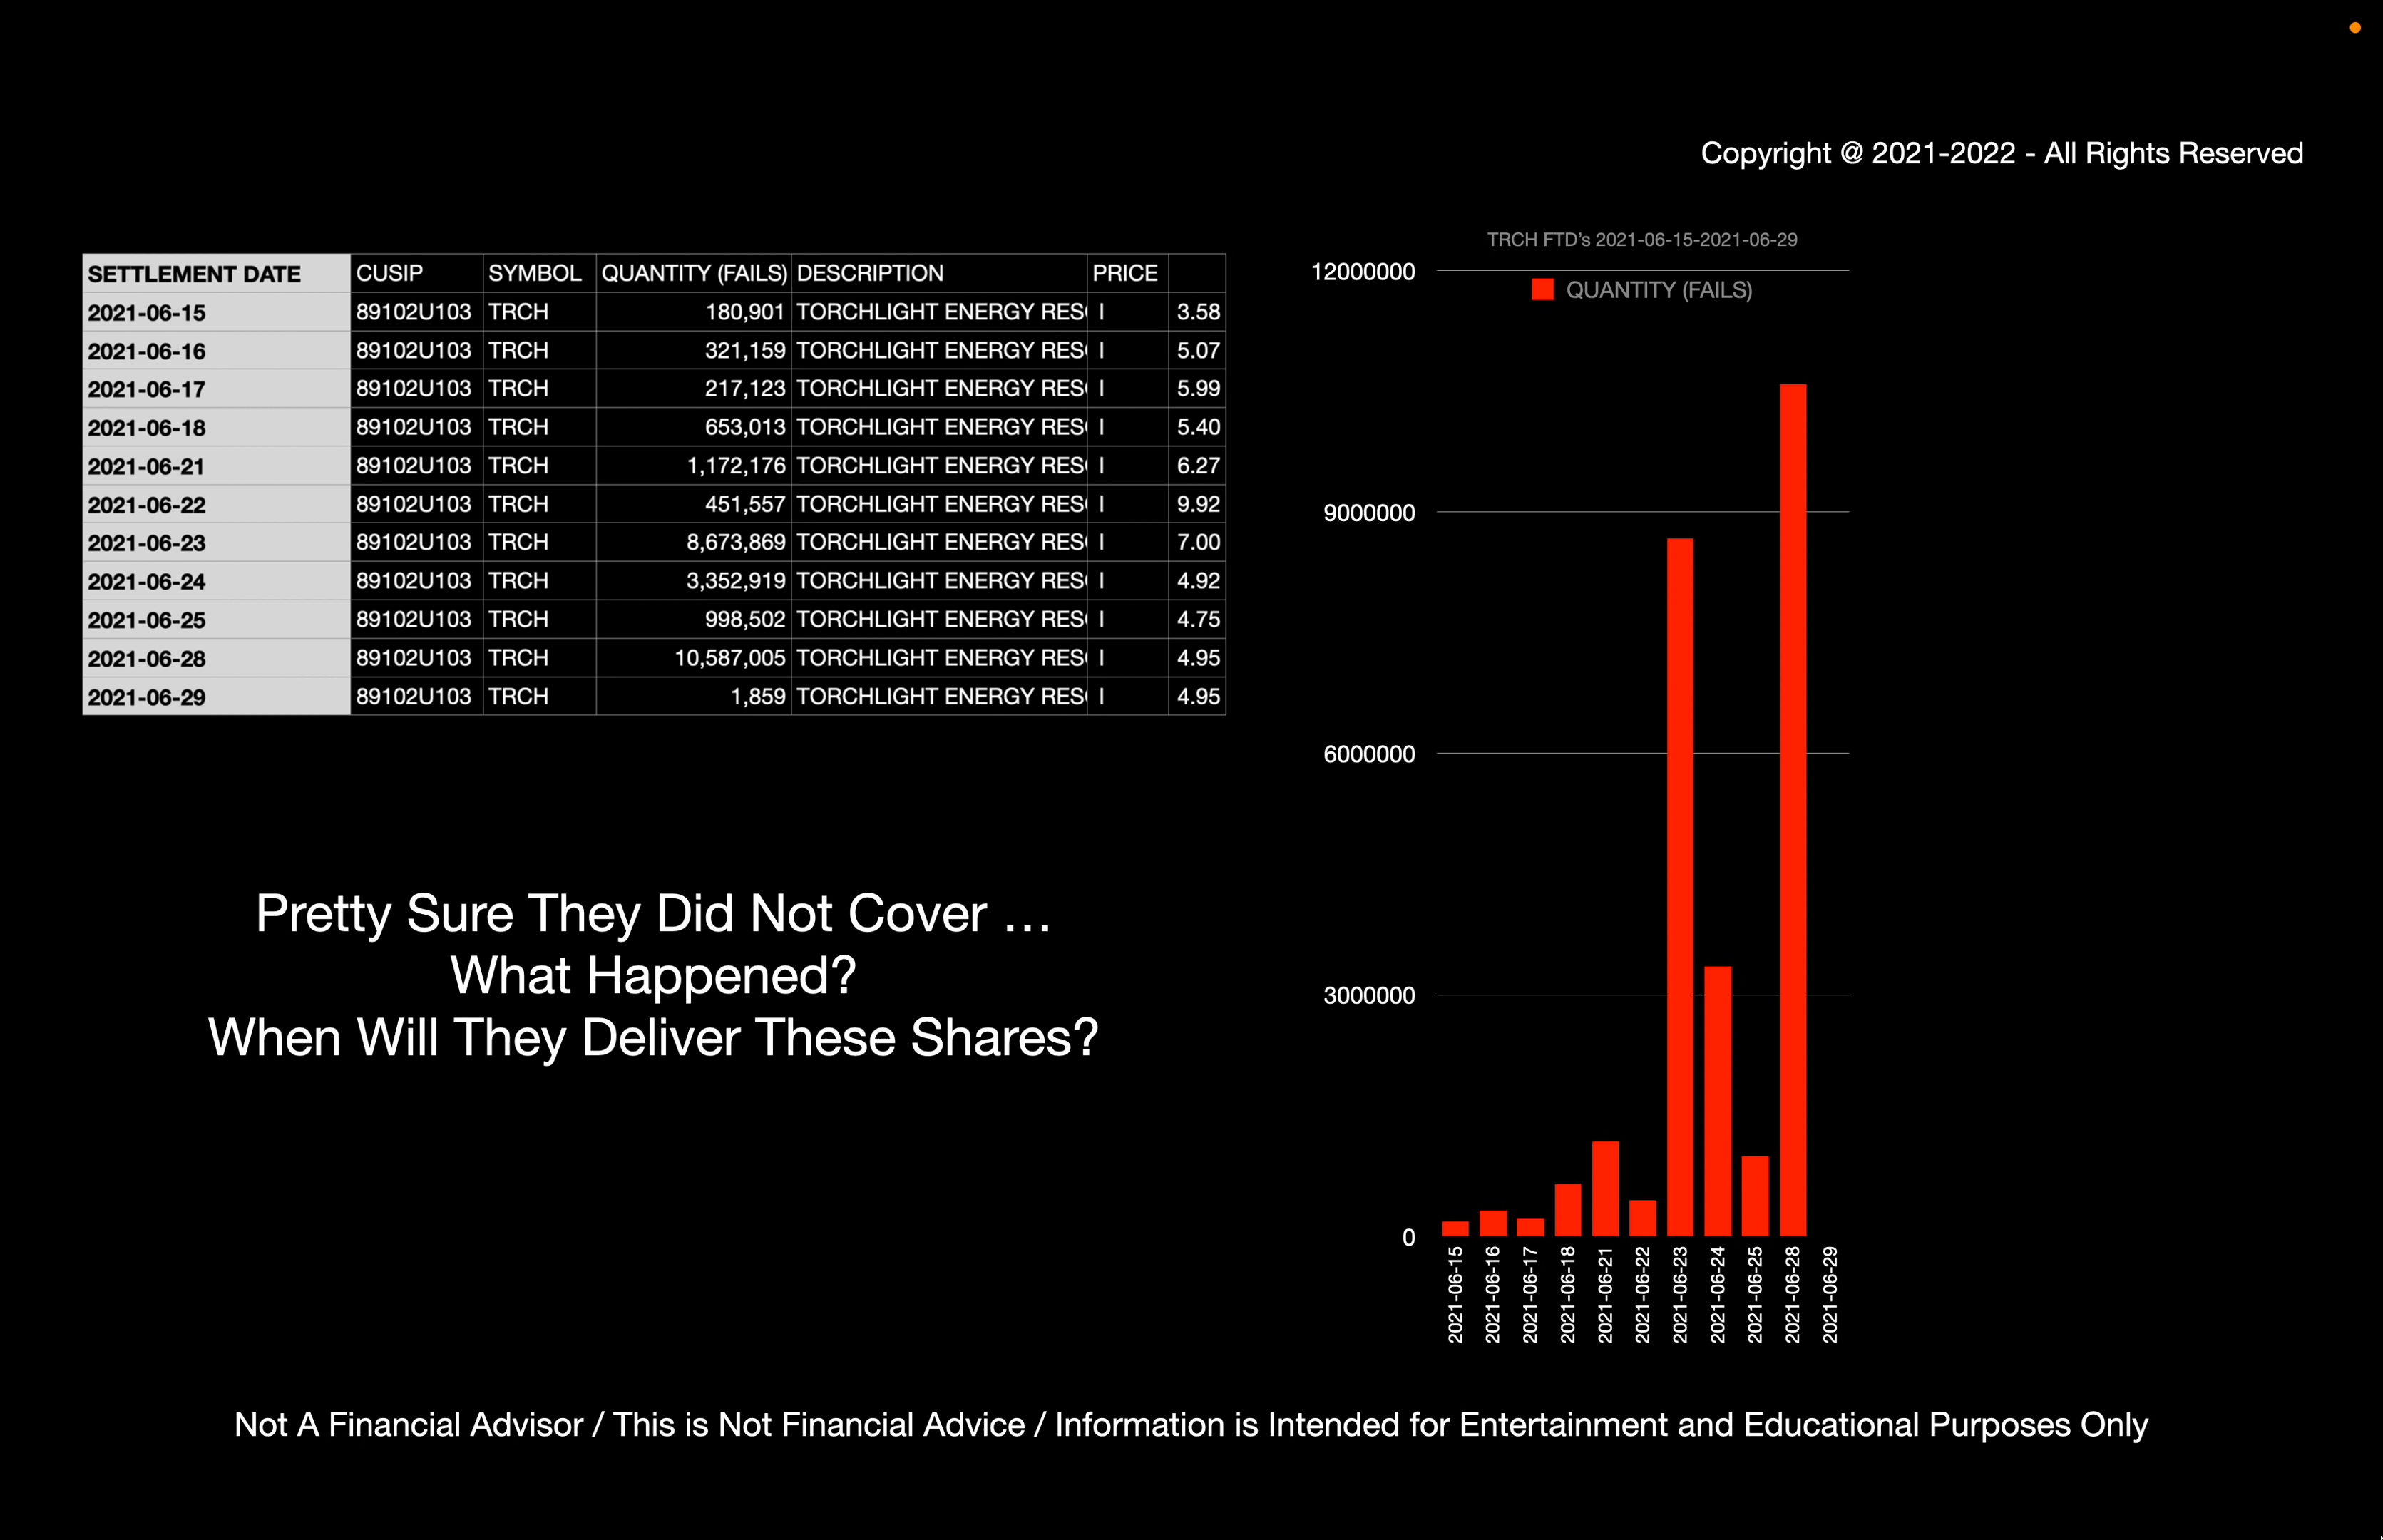 Copyright @ 2021-2022 - All Rights Reserved
SETTLEMENT DATE CUSIP SYMBOL QUANTITY (FAILS) DESCRIPTION PRICE
2021-06-15 89102U103 TRCH 180,901 TORCHLIGHT ENERGY RES I 3.58
2021-06-16 89102U103 TRCH 321,159 TORCHLIGHT ENERGY RES I 5.07
2021-06-17 89102U103 TRCH 217,123 TORCHLIGHT ENERGY RES I 5.99
2021-06-18 89102U103 TRCH 653,013 TORCHLIGHT ENERGY RES I 5.40
2021-06-21 89102U103 TRCH 1,172,176 TORCHLIGHT ENERGY RES I 6.27
2021-06-22 89102U103 TRCH 451,557 TORCHLIGHT ENERGY RES I 9.92
2021-06-23 89102U103 TRCH 8,673,869 TORCHLIGHT ENERGY RES I 7.00
2021-06-24 89102U103 TRCH 3,352,919 TORCHLIGHT ENERGY RES I 4.92
2021-06-25 89102U103 TRCH 998,502 TORCHLIGHT ENERGY RES I 4.75
2021-06-28 89102U103 TRCH 10,587,005 TORCHLIGHT ENERGY RES I 4.95
2021-06-29 89102U103 TRCH 1,859 TORCHLIGHT ENERGY RES I 4.95
Pretty Sure They Did Not Cover ...
What Happened?
When Will They Deliver These Shares?
TRCH FTD's 2021-06-15-2021-06-29
QUANTITY (FAILS)
12000000
9000000
6000000
3000000
0
2021-06-15
2021-06-16
2021-06-17
2021-06-18
2021-06-21
2021-06-22
2021-06-23
2021-06-24
2021-06-25
2021-06-28
2021-06-29
Not A Financial Advisor / This is Not Financial Advice / Information is Intended for Entertainment and Educational Purposes Only